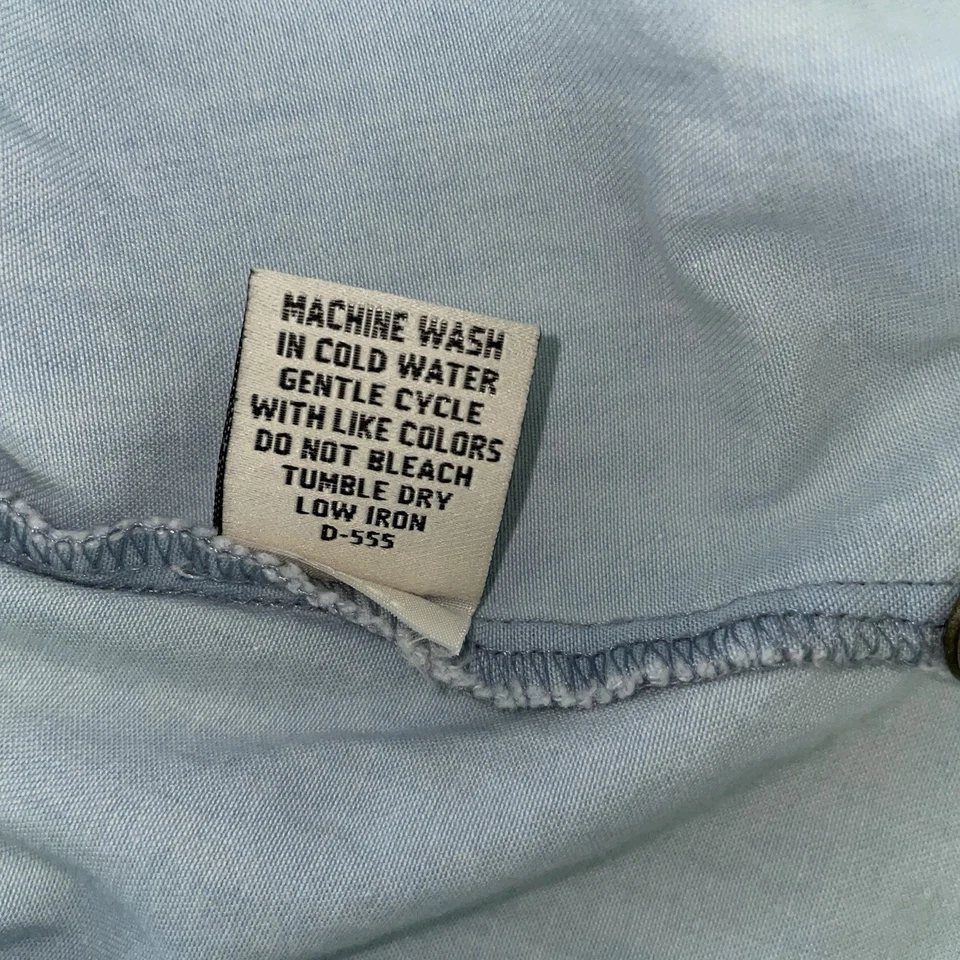 MACHINE WASH
IN COLD WATER
GENTLE CYCLE
WITH LIKE COLORS
DO NOT BLEACH
TUMBLE DRY
LOW IRON
D-555